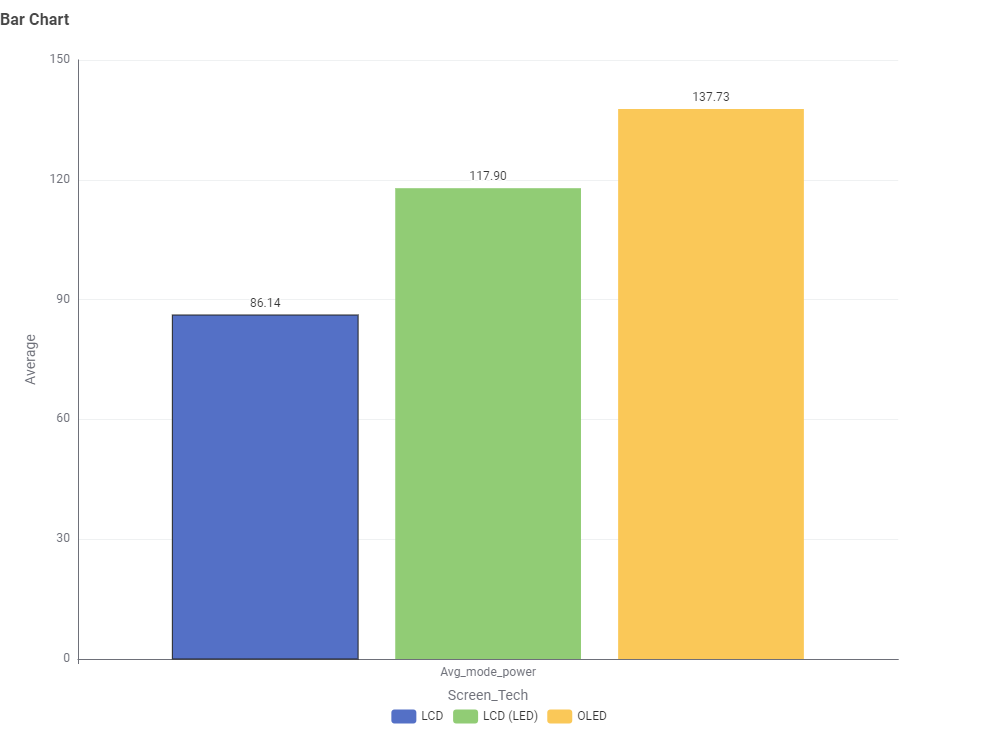 Bar Chart
150
137.73
120
117.90
90
86.14
Average
60
30
0
Avg_mode_power
Screen_Tech
LCD LCD (LED) OLED